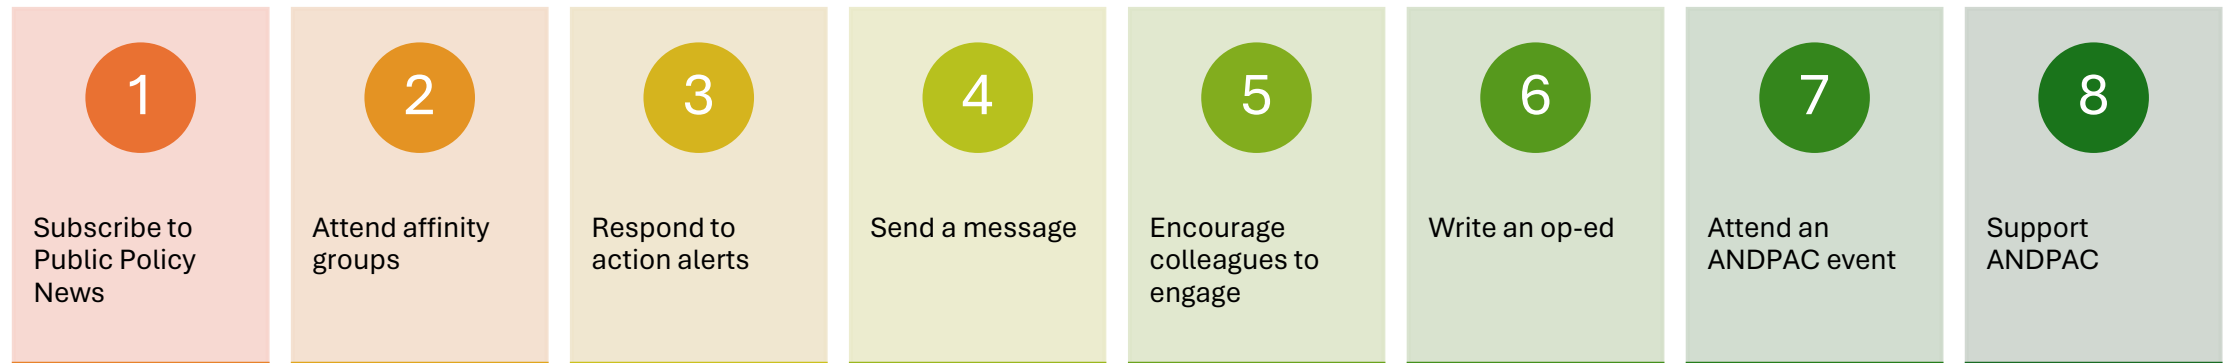 1
Subscribe to
Public Policy
News
2
Attend affinity
groups
3
Respond to
action alerts
4
Send a message
5
Encourage
colleagues to
engage
6
Write an op-ed
7
Attend an
ANDPAC event
8
Support
ANDPAC